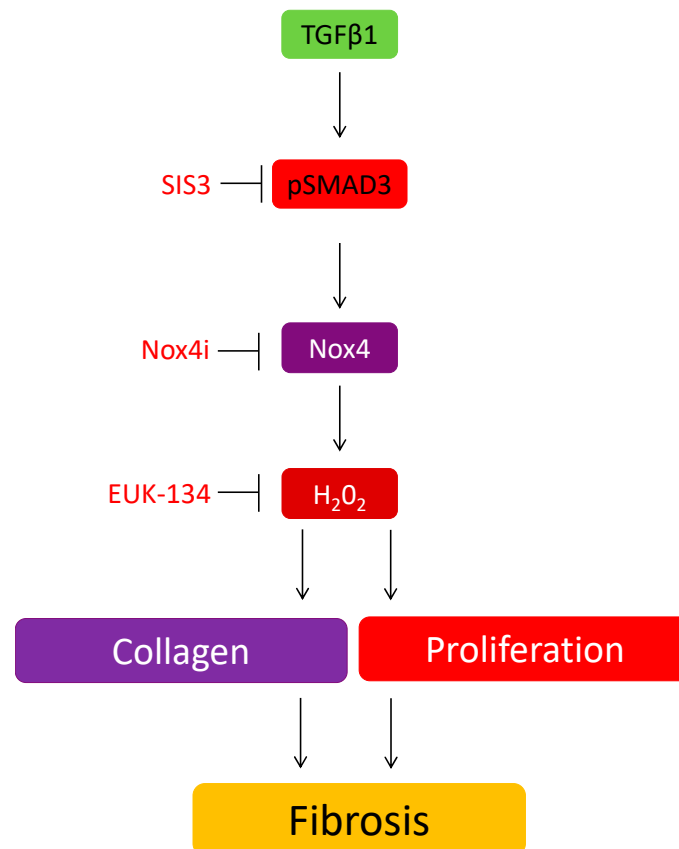 TGFβ1
SIS3
pSMAD3
Nox4i
Nox4
EUK-134
H₂0₂
Collagen
Proliferation
Fibrosis